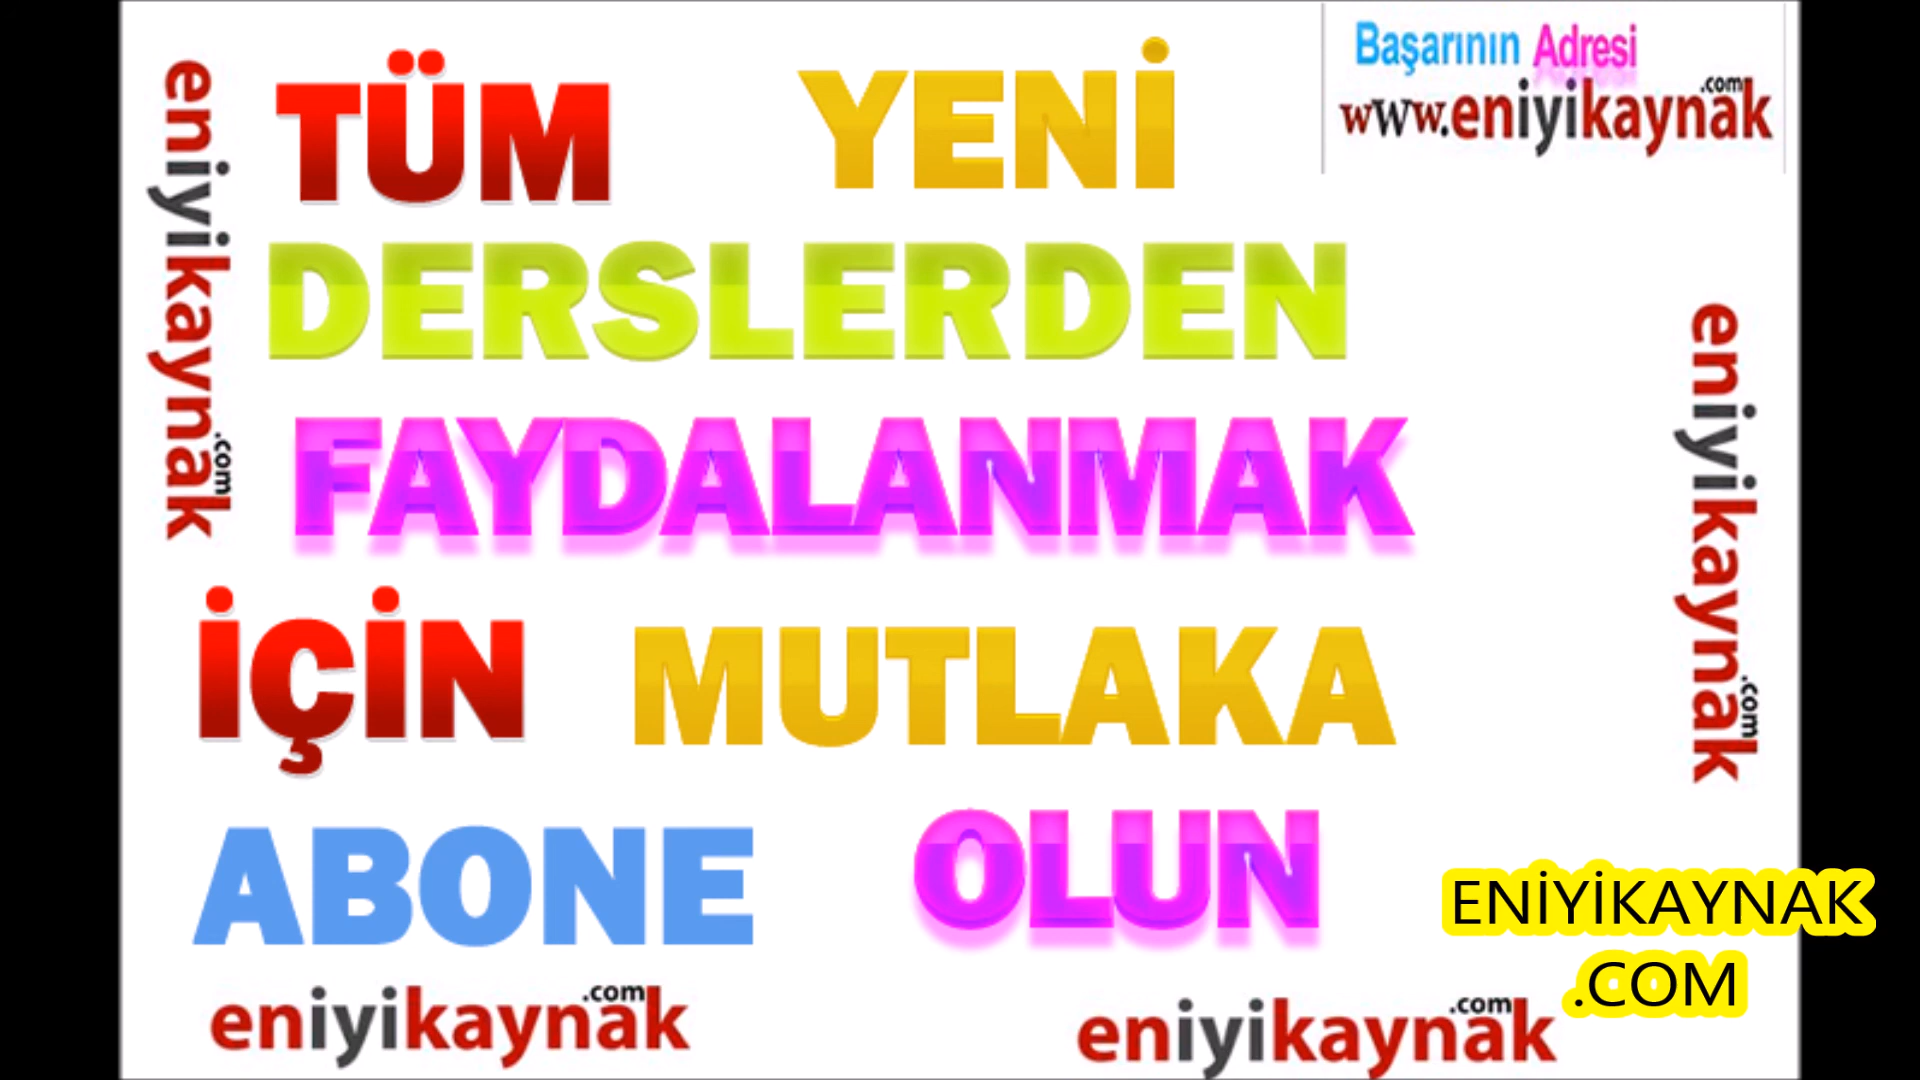 Başarının Adresi
www.eniyikaynak.com
TÜM YENİ
DERSLERDEN
FAYDALANMAK
İÇİN MUTLAKA
ABONE OLUN
eniyikaynak.com
eniyikaynak.com
ENİYİKAYNAK
.COM
eniyikaynak.com
eniyikaynak.com